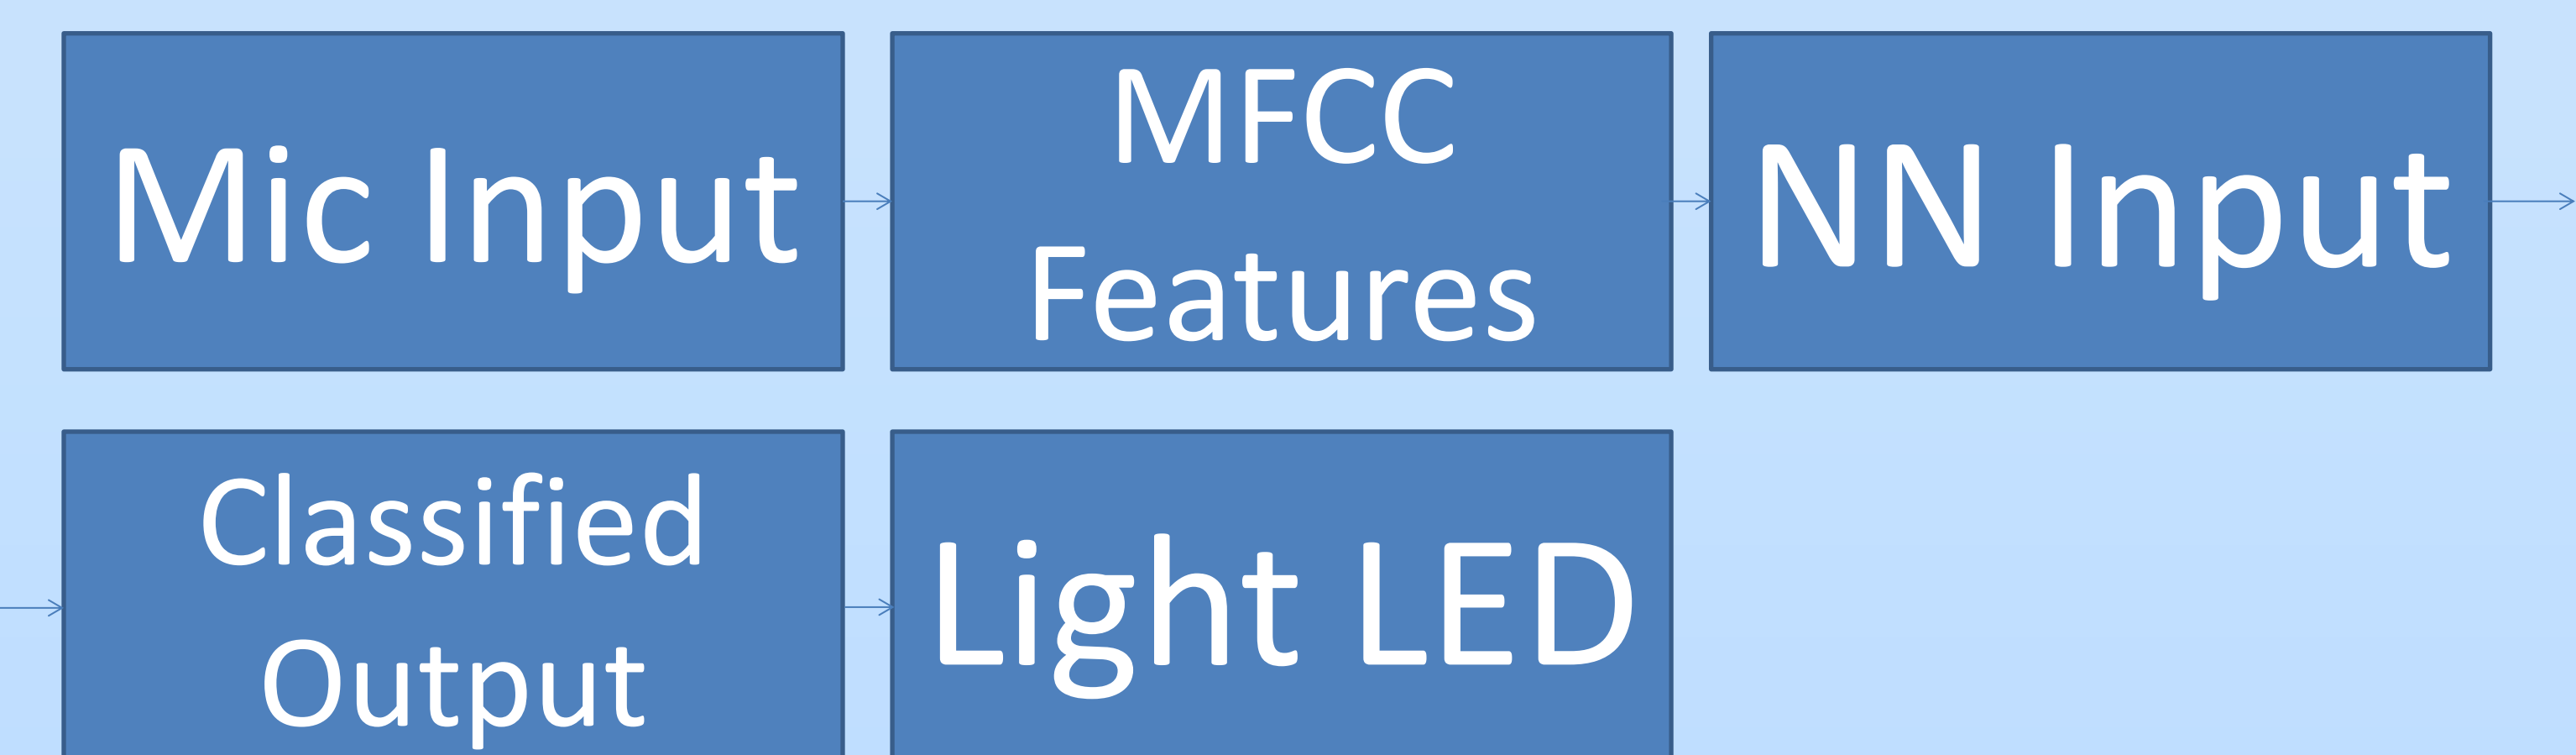 Mic Input
MFCC
Features
NN Input
Classified
Output
Light LED